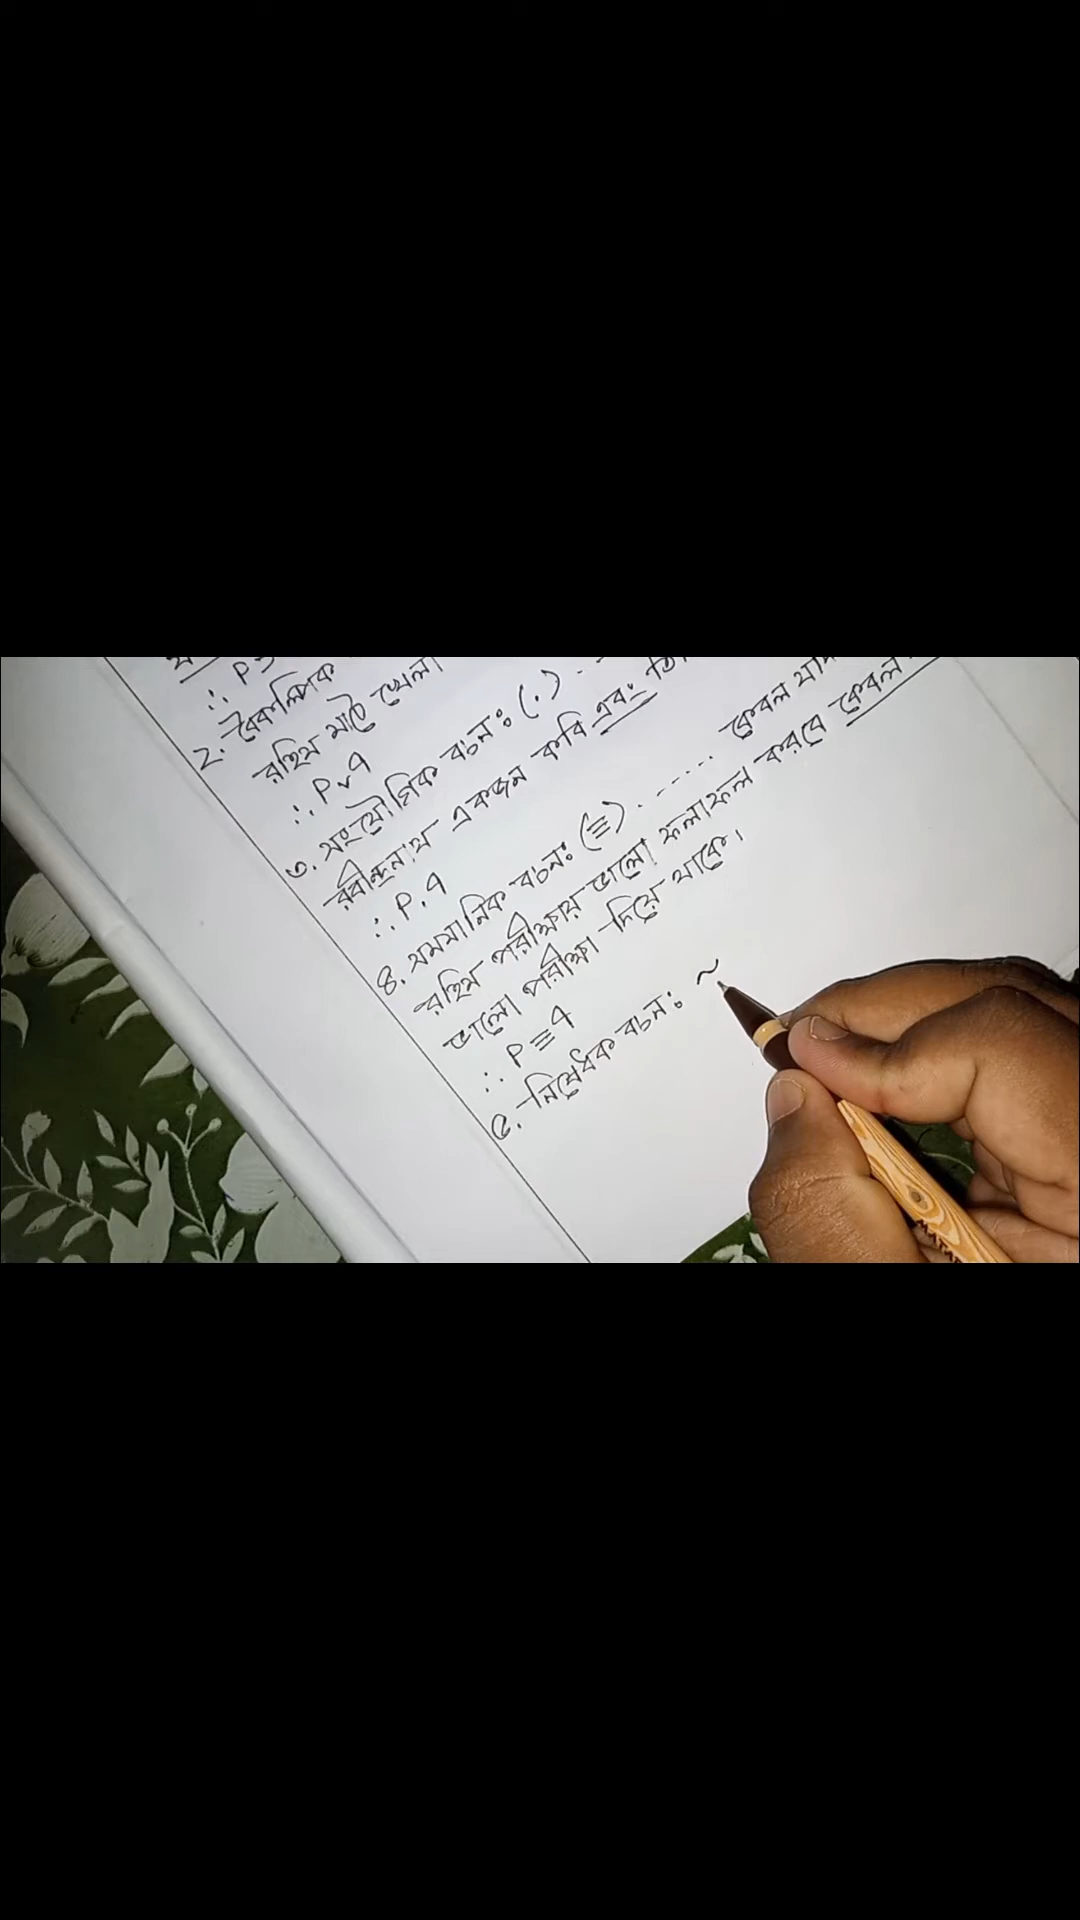 ∴ P⊃
২. বৈকল্পিক
রহিম মাঠে খেলা
∴ P∨q
৩. সংযৌগিক বচনঃ (·). -
রবীন্দ্রনাথ একজন কবি এবং
∴ P.q
৪. সমমানিক বচনঃ (≡). ---... কেবল যদি
রহিম পরীক্ষায় ভালো ফলাফল করবে কেবল
ভালো পরীক্ষা দিয়ে থাকে।
∴ P≡q
৫. নিষেধক বচন: ~
MATA